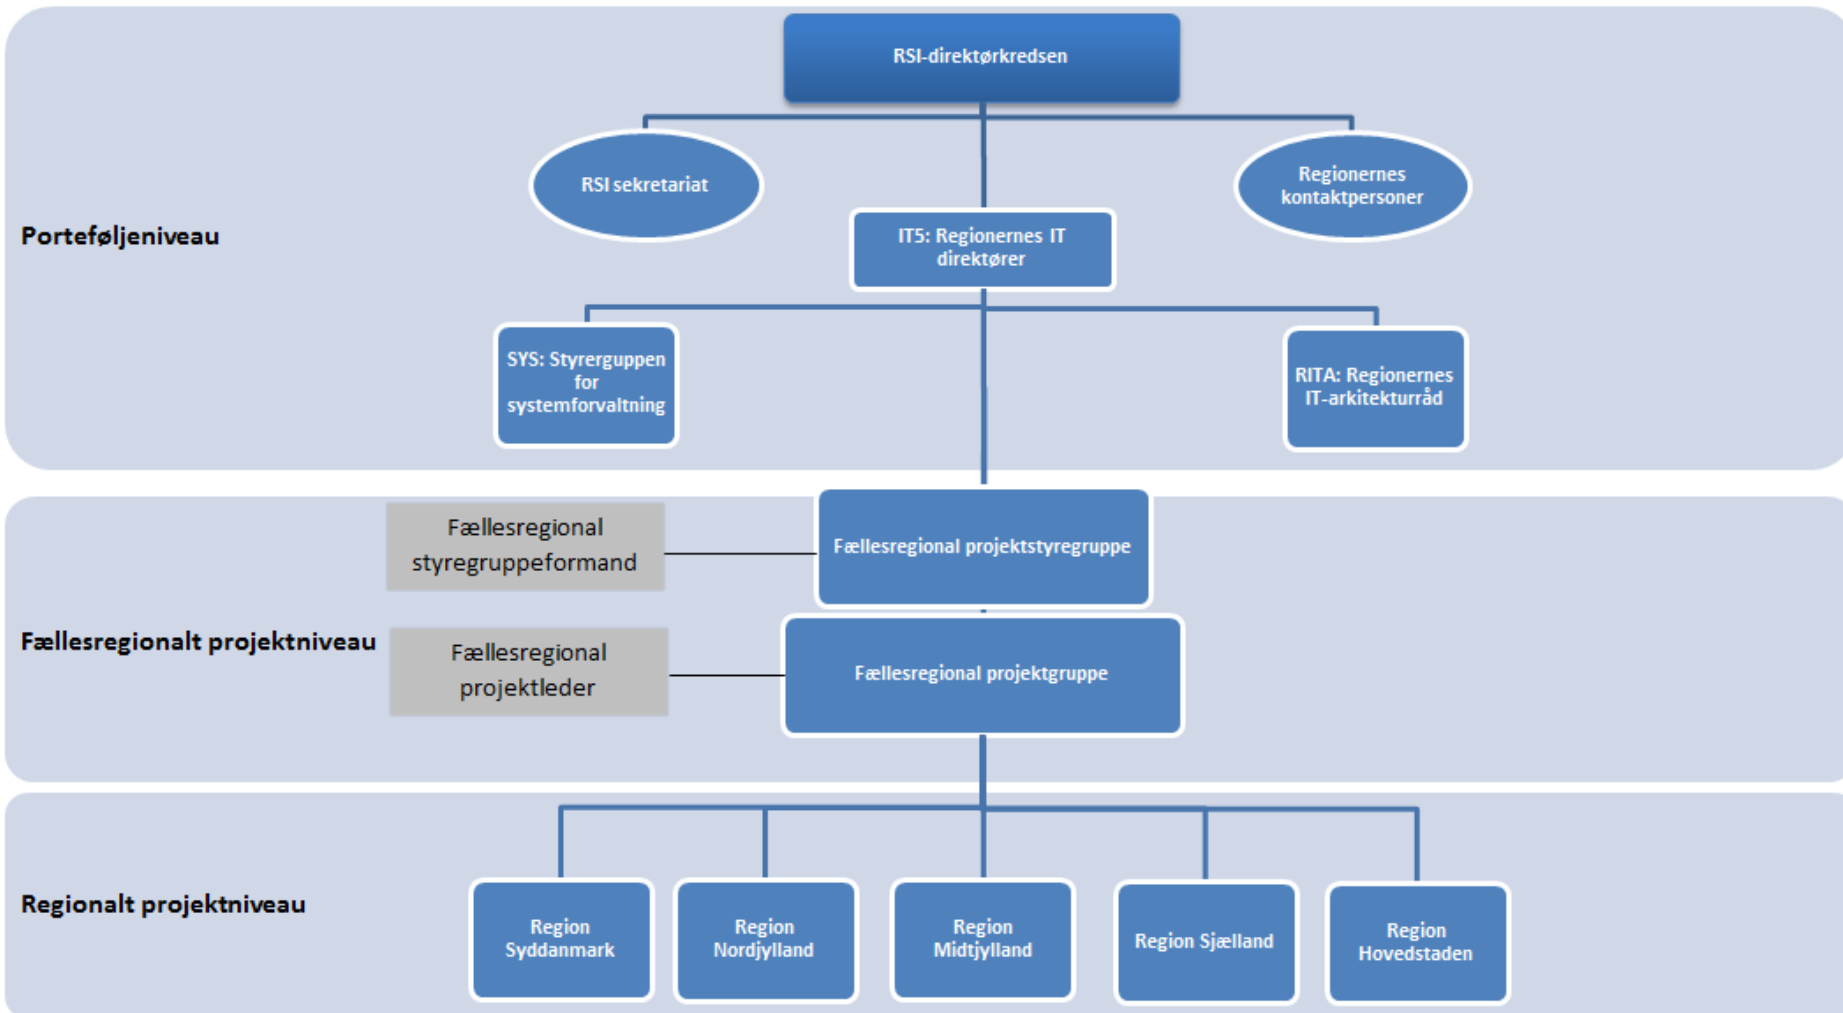 RSI-direktørkredsen
RSI sekretariat
Regionernes
kontaktpersoner
Porteføljeniveau
IT5: Regionernes IT
direktører
SYS: Styrerguppen
for
systemforvaltning
RITA: Regionernes
IT-arkitekturråd
Fællesregional
styregruppeformand
Fællesregional projektstyregruppe
Fællesregionalt projektniveau
Fællesregional
projektleder
Fællesregional projektgruppe
Regionalt projektniveau
Region
Syddanmark
Region
Nordjylland
Region
Midtjylland
Region Sjælland
Region
Hovedstaden